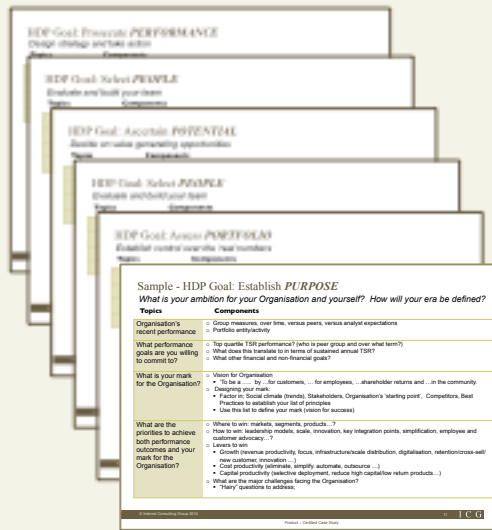 HDP Goal: Prosecute PERFORMANCE
Design strategy and take action
Topics Components
HDP Goal: Select PEOPLE
Evaluate and build your team
Topics Components
HDP Goal: Ascertain POTENTIAL
Decide on value generating opportunities
Topics Components
HDP Goal: Select PEOPLE
Evaluate and build your team
Topics Components
HDP Goal: Assess PORTFOLIO
Establish control over the 'real numbers
Topics Components
Sample - HDP Goal: Establish PURPOSE
What is your ambition for your Organisation and yourself? How will your era be defined?
Topics Components
Organisation's
recent performance
o Group measures, over time, versus peers, versus analyst expectations
o Portfolio entity/activity
What performance
goals are you willing
to commit to?
o Top quartile TSR performance? (who is peer group and over what term?)
o What does this translate to in terms of sustained annual TSR?
o What other financial and non-financial goals?
What is your mark
for the Organisation?
o Vision for Organisation
• "To be a ..... by ...for customers, ... for employees, ...shareholder returns and ...in the community.
o Designing your mark:
• Factor in; Social climate (trends), Stakeholders, Organisation's 'starting point', Competitors, Best
Practices to establish your list of principles
• Use this list to define your mark (vision for success)
What are the
priorities to achieve
both performance
outcomes and your
mark for the
Organisation?
o Where to win: markets, segments, products...?
o How to win: leadership models, scale, innovation, key integration points, simplification, employee and
customer advocacy...?
o Levers to win
• Growth (revenue productivity, focus, infrastructure/scale distribution, digitalisation, retention/cross-sell/
new customer, innovation ...)
• Cost productivity (eliminate, simplify, automate, outsource ...)
• Capital productivity (selective deployment, reduce high capital/low return products...)
o What are the major challenges facing the Organisation?
• "Hairy" questions to address;
© Internal Consulting Group 2014
I C G
Product – Certified Case Study